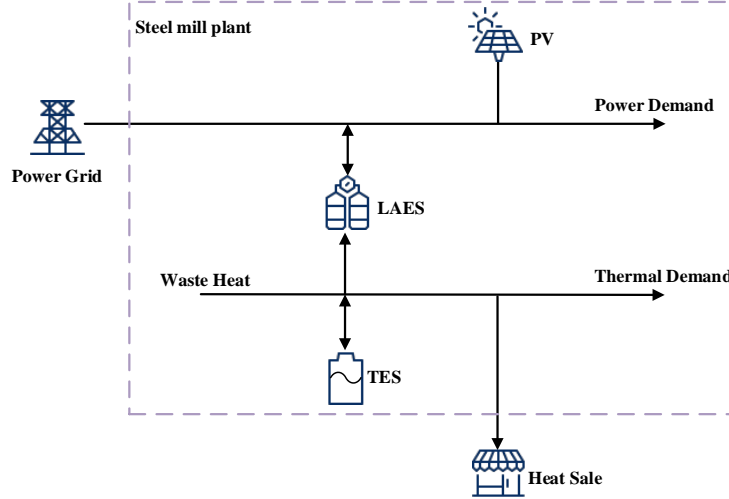 Steel mill plant
PV
Power Demand
Power Grid
LAES
Waste Heat
Thermal Demand
TES
Heat Sale